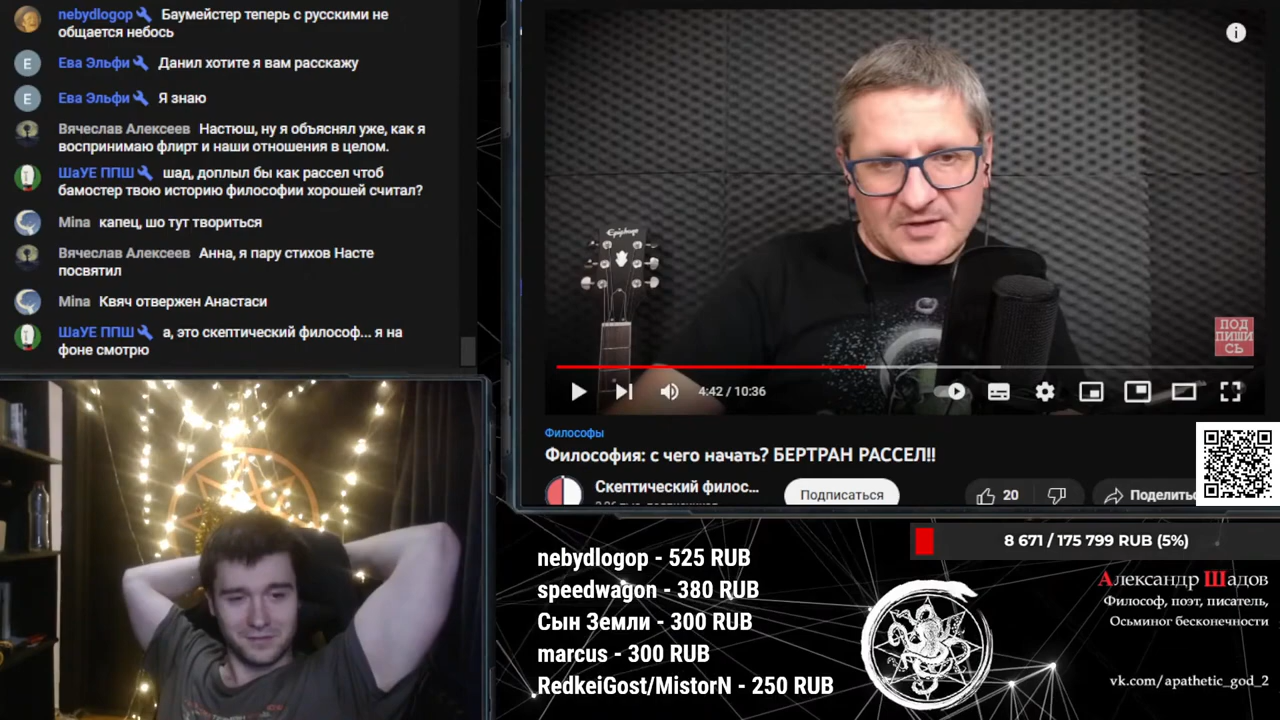 nebydlogop Баумейстер теперь с русскими не
общается небось
E Ева Эльфи Данил хотите я вам расскажу
E Ева Эльфи Я знаю
Вячеслав Алексеев Настюш, ну я объяснял уже, как я
воспринимаю флирт и наши отношения в целом.
ШаУЕ ППШ шад, доплыл бы как рассел чтоб
бамостер твою историю философии хорошей считал?
Mina капец, шо тут твориться
Вячеслав Алексеев Анна, я пару стихов Насте
посвятил
Mina Квяч отвержен Анастаси
ШаУЕ ППШ а, это скептический философ... я на
фоне смотрю
Epiphone
ПОД
ПИШИ
СЬ
4:42 / 10:36
Философы
Философия: с чего начать? БЕРТРАН РАССЕЛ!!
Скептический филос...
Подписаться
20
Поделиться
8 671 / 175 799 RUB (5%)
nebydlogop - 525 RUB
speedwagon - 380 RUB
Сын Земли - 300 RUB
marcus - 300 RUB
RedkeiGost/MistorN - 250 RUB
Александр Шадов
Философ, поэт, писатель,
Осьминог бесконечности
vk.com/apathetic_god_2